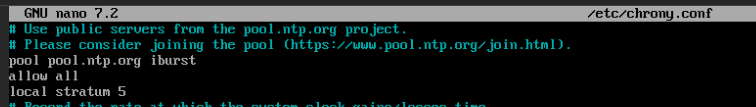 GNU nano 7.2 /etc/chrony.conf
# Use public servers from the pool.ntp.org project.
# Please consider joining the pool (https://www.pool.ntp.org/join.html).
pool pool.ntp.org iburst
allow all
local stratum 5
# Record the rate at which the system clock gains/losses time.